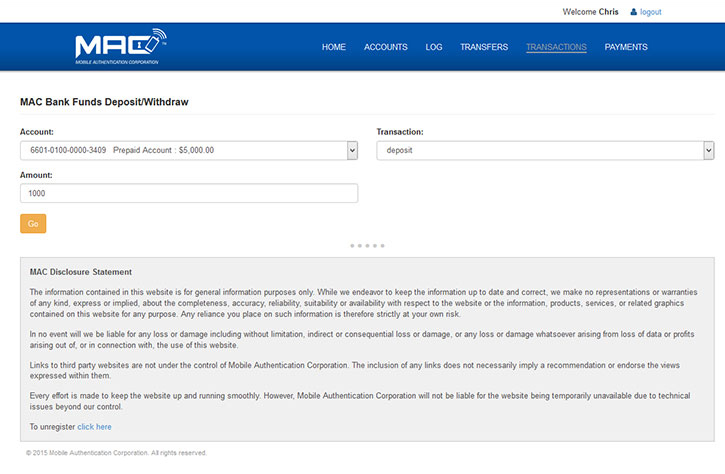 Welcome Chris logout
MAC™
MOBILE AUTHENTICATION CORPORATION
HOME ACCOUNTS LOG TRANSFERS TRANSACTIONS PAYMENTS
MAC Bank Funds Deposit/Withdraw
Account: Transaction:
6601-0100-0000-3409 Prepaid Account : $5,000.00 deposit
Amount:
1000
Go
MAC Disclosure Statement
The information contained in this website is for general information purposes only. While we endeavor to keep the information up to date and correct, we make no representations or warranties
of any kind, express or implied, about the completeness, accuracy, reliability, suitability or availability with respect to the website or the information, products, services, or related graphics
contained on this website for any purpose. Any reliance you place on such information is therefore strictly at your own risk.
In no event will we be liable for any loss or damage including without limitation, indirect or consequential loss or damage, or any loss or damage whatsoever arising from loss of data or profits
arising out of, or in connection with, the use of this website.
Links to third party websites are not under the control of Mobile Authentication Corporation. The inclusion of any links does not necessarily imply a recommendation or endorse the views
expressed within them.
Every effort is made to keep the website up and running smoothly. However, Mobile Authentication Corporation will not be liable for the website being temporarily unavailable due to technical
issues beyond our control.
To unregister click here
© 2015 Mobile Authentication Corporation. All rights reserved.